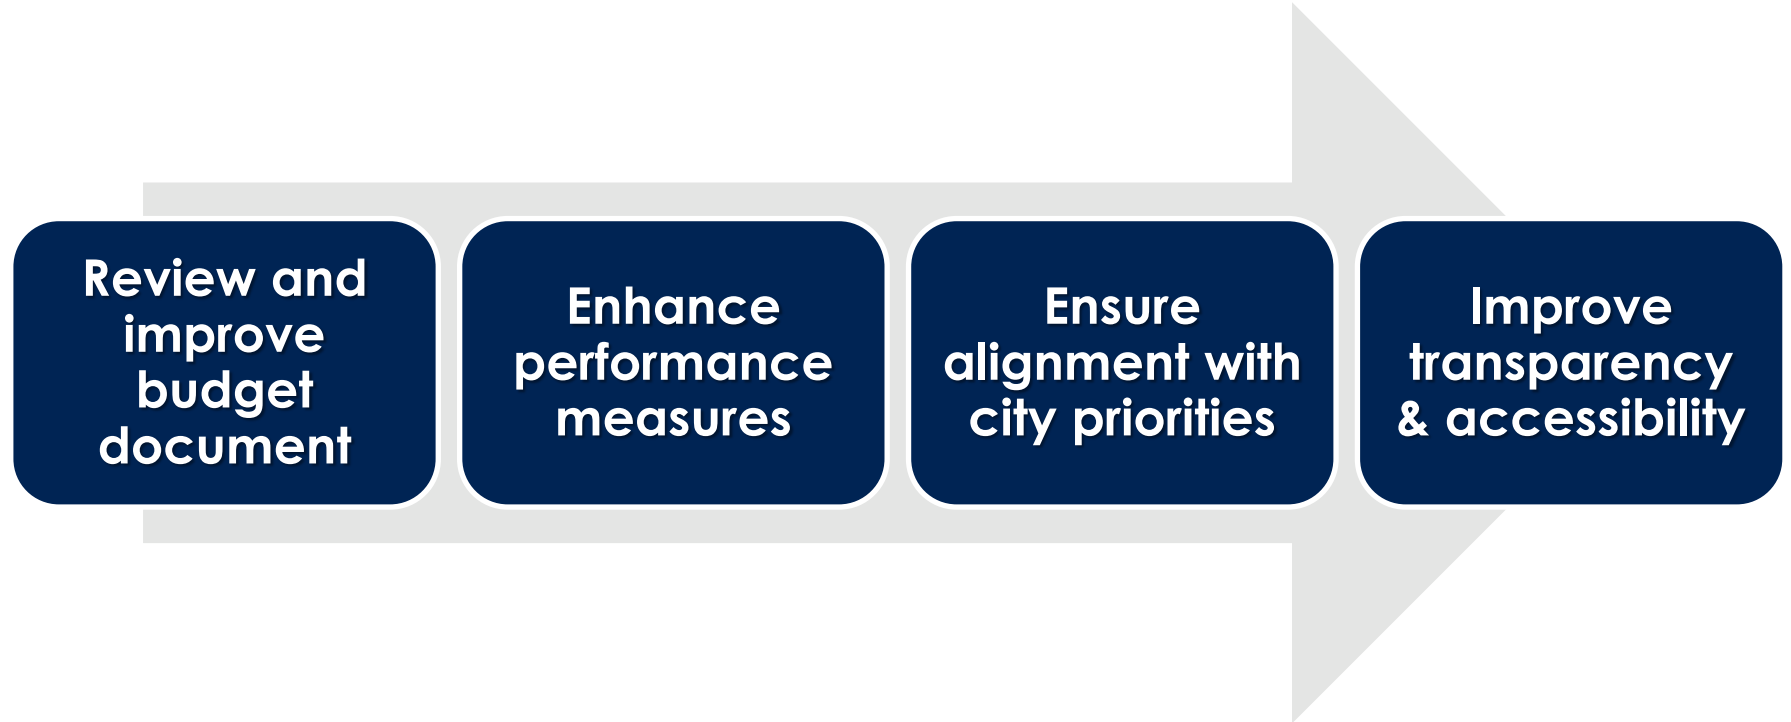 Review and
improve
budget
document
Enhance
performance
measures
Ensure
alignment with
city priorities
Improve
transparency
& accessibility